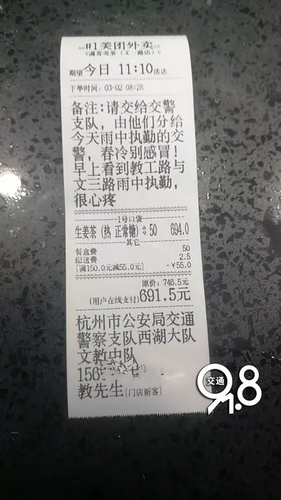 #1美团外卖
期望 今日 11:10 送达
下单时间: 03-02 08:28
备注:请交给交警
支队，由他们分给
今天雨中执勤的交
警，春冷别感冒！
早上看到教工路与
文三路雨中执勤，
很心疼
1号口袋
生姜茶(热 正常糖) 50 694.0
其它
餐盒费 50
配送费 2.5
[满150.0元减55.0元] -￥55.0
原价: 746.5元
(用户在线支付) 691.5元
杭州市公安局交通
警察支队西湖大队
文教中队
156
教先生[门店新客]
交通
91.8